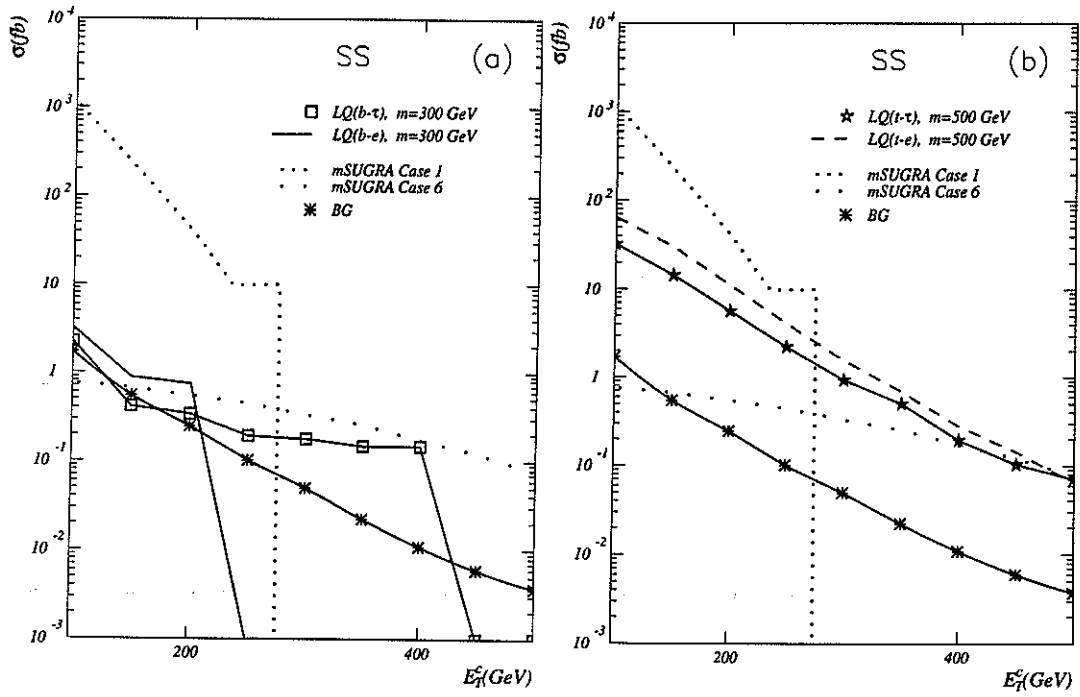 σ(fb)
10^4
10^3
10^2
10
1
10^-1
10^-2
10^-3
SS (a)
LQ(b-τ), m=300 GeV
LQ(b-e), m=300 GeV
mSUGRA Case 1
mSUGRA Case 6
BG
200
400
E_T^c(GeV)
σ(fb)
10^4
10^3
10^2
10
1
10^-1
10^-2
10^-3
SS (b)
LQ(t-τ), m=500 GeV
LQ(t-e), m=500 GeV
mSUGRA Case 1
mSUGRA Case 6
BG
200
400
E_T^c(GeV)